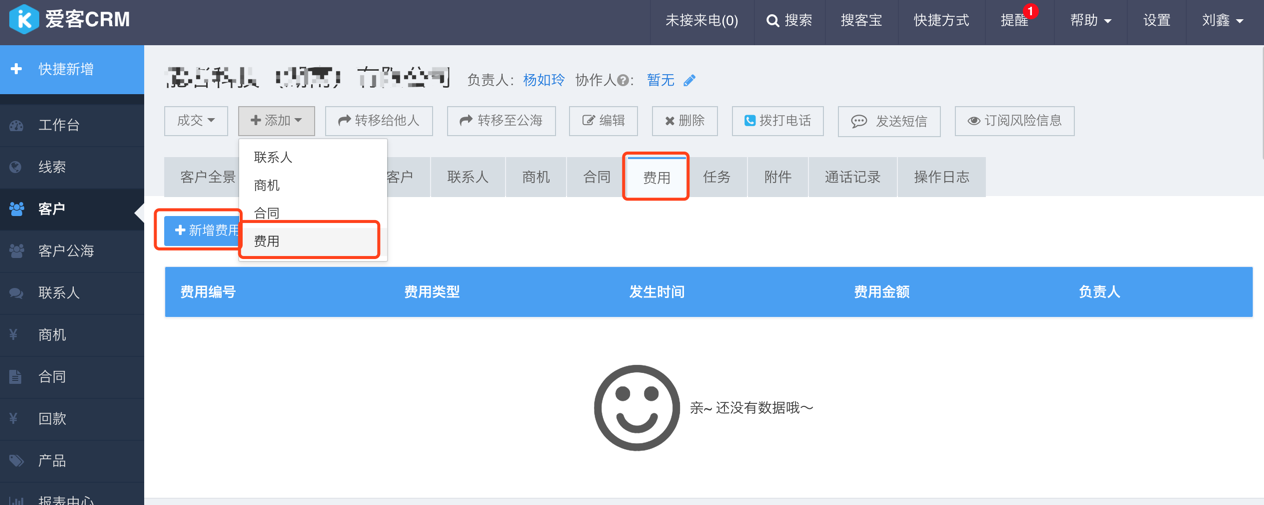 爱客CRM
未接来电(0)
搜索
搜客宝
快捷方式
提醒
1
帮助
设置
刘鑫
快捷新增
工作台
线索
客户
客户公海
联系人
商机
合同
回款
产品
报表中心
负责人： 杨如玲 协作人?： 暂无
成交
添加
转移给他人
转移至公海
编辑
删除
拨打电话
发送短信
订阅风险信息
联系人
商机
合同
费用
客户全景
客户
联系人
商机
合同
费用
任务
附件
通话记录
操作日志
新增费用
费用编号
费用类型
发生时间
费用金额
负责人
亲~ 还没有数据哦～